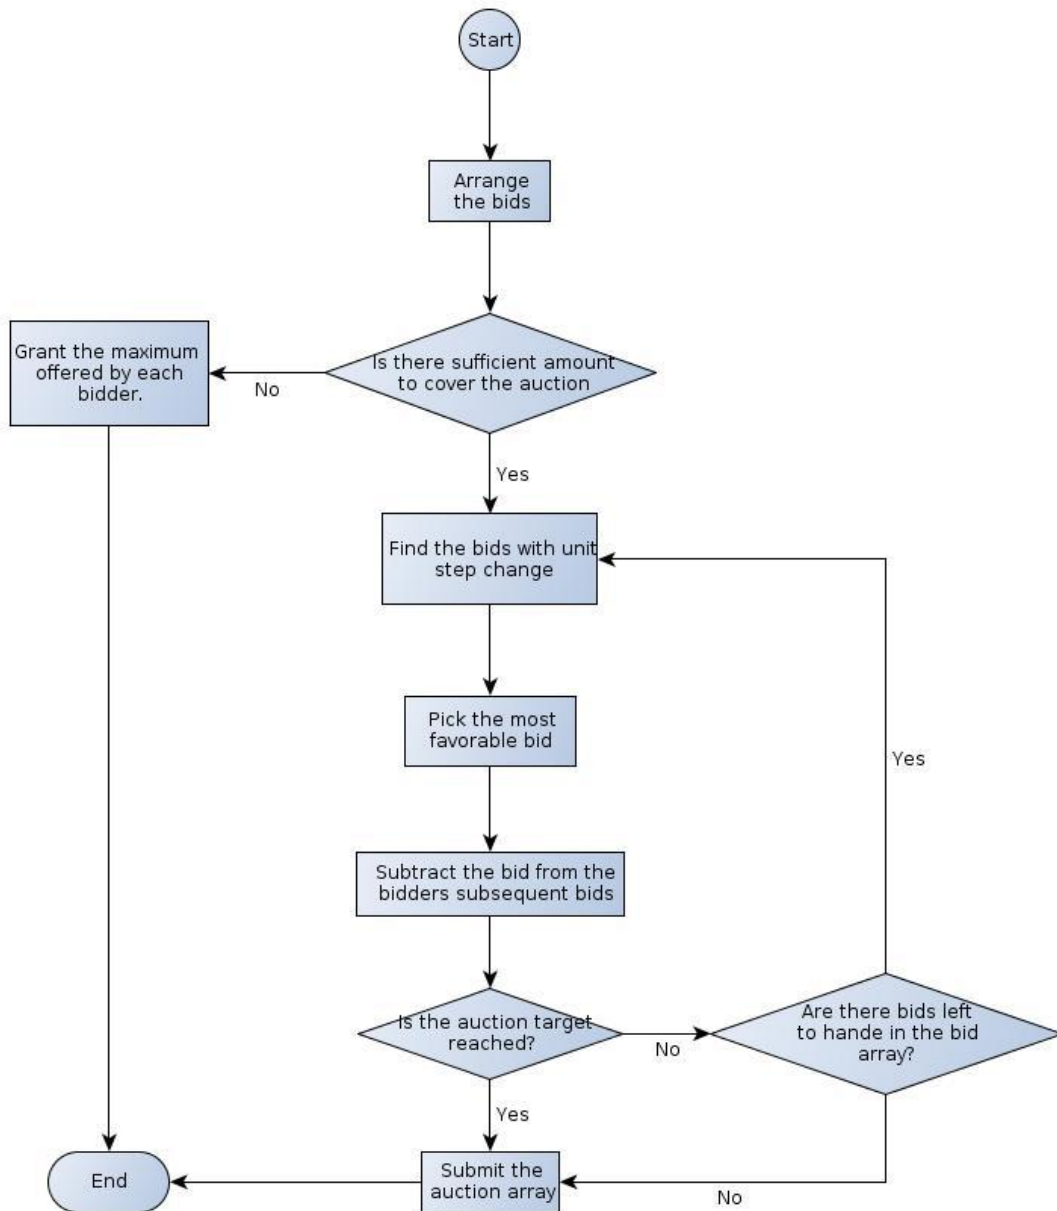 Start
Arrange
the bids
Is there sufficient amount
to cover the auction
No
Grant the maximum
offered by each
bidder.
Yes
Find the bids with unit
step change
Pick the most
favorable bid
Yes
Subtract the bid from the
bidders subsequent bids
Is the auction target
reached?
No
Are there bids left
to hande in the bid
array?
Yes
Submit the
auction array
No
End